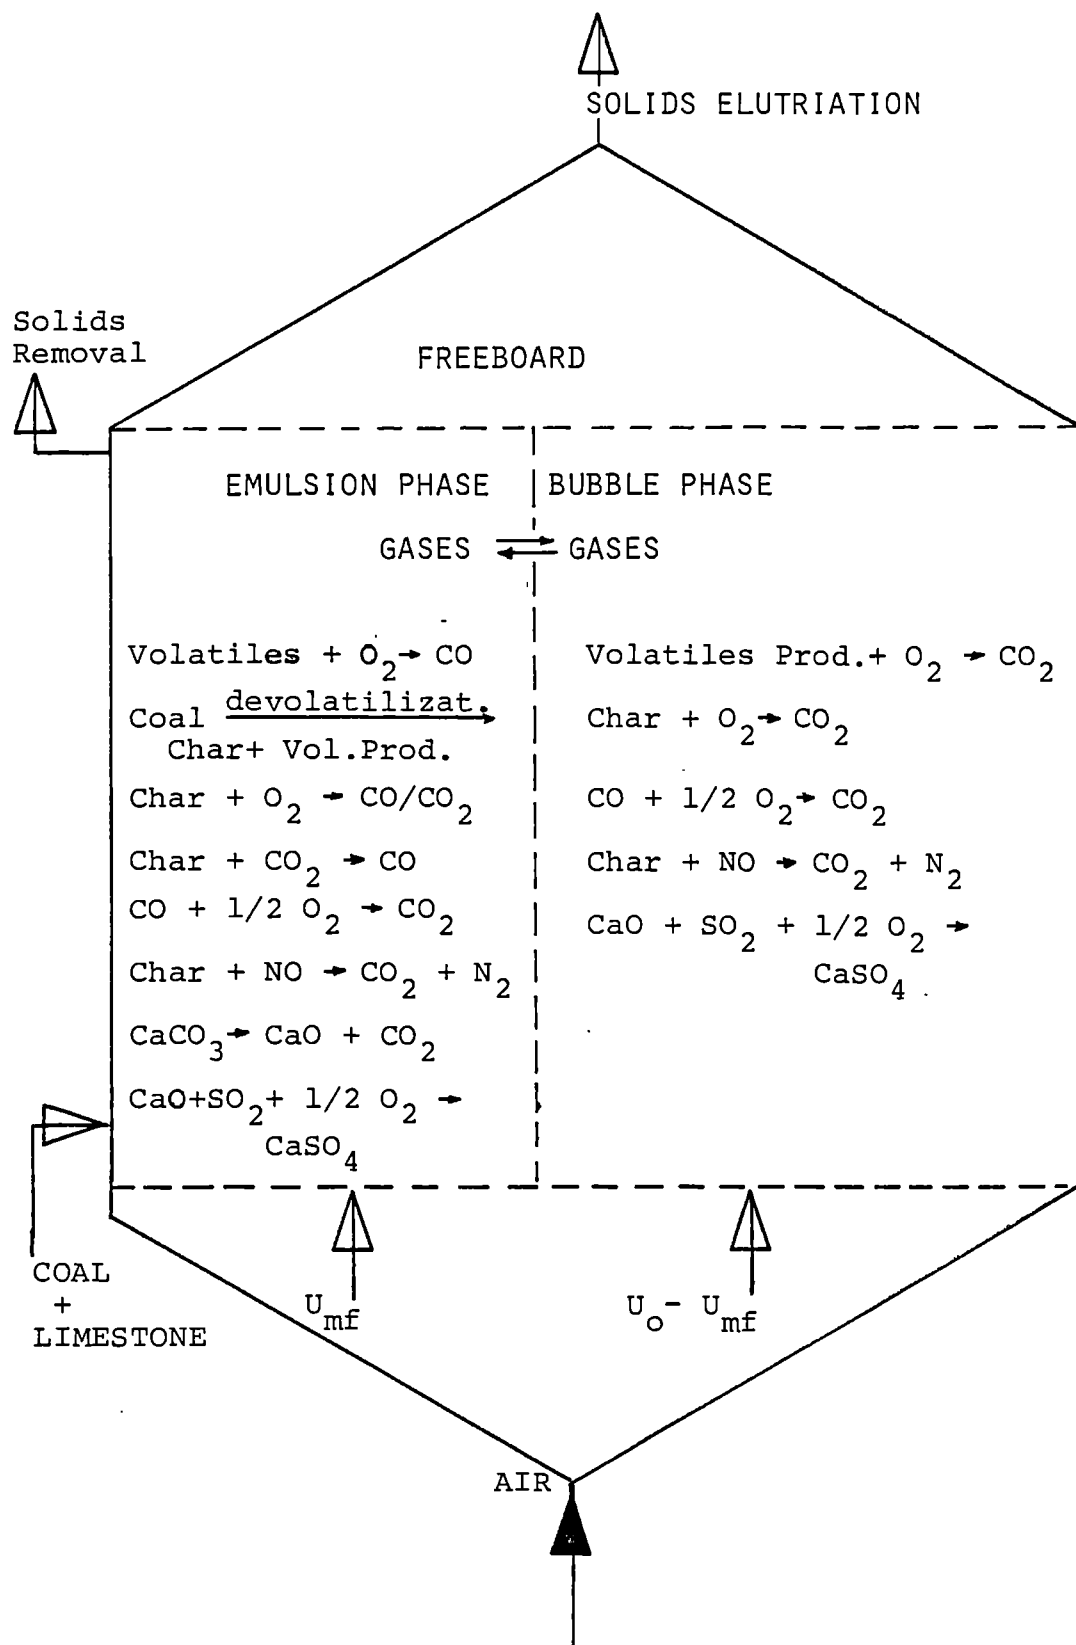 SOLIDS ELUTRIATION
Solids
Removal
FREEBOARD
EMULSION PHASE
BUBBLE PHASE
GASES ⇄ GASES
Volatiles + O₂ → CO
Coal devolatilizat. →
Char+ Vol.Prod.
Char + O₂ → CO/CO₂
Char + CO₂ → CO
CO + 1/2 O₂ → CO₂
Char + NO → CO₂ + N₂
CaCO₃ → CaO + CO₂
CaO+SO₂+ 1/2 O₂ →
CaSO₄
Volatiles Prod.+ O₂ → CO₂
Char + O₂ → CO₂
CO + 1/2 O₂ → CO₂
Char + NO → CO₂ + N₂
CaO + SO₂ + 1/2 O₂ →
CaSO₄
COAL
+
LIMESTONE
U_mf
U_o - U_mf
AIR